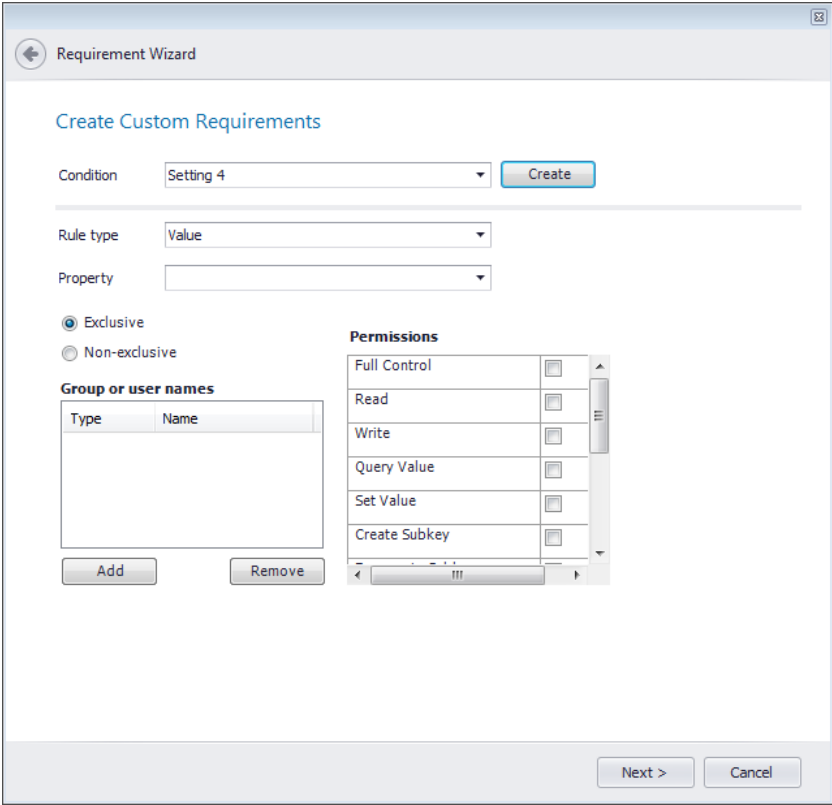 Requirement Wizard
Create Custom Requirements
Condition Setting 4 Create
Rule type Value
Property
Exclusive
Non-exclusive
Group or user names
Type Name
Add Remove
Permissions
Full Control
Read
Write
Query Value
Set Value
Create Subkey
Next > Cancel